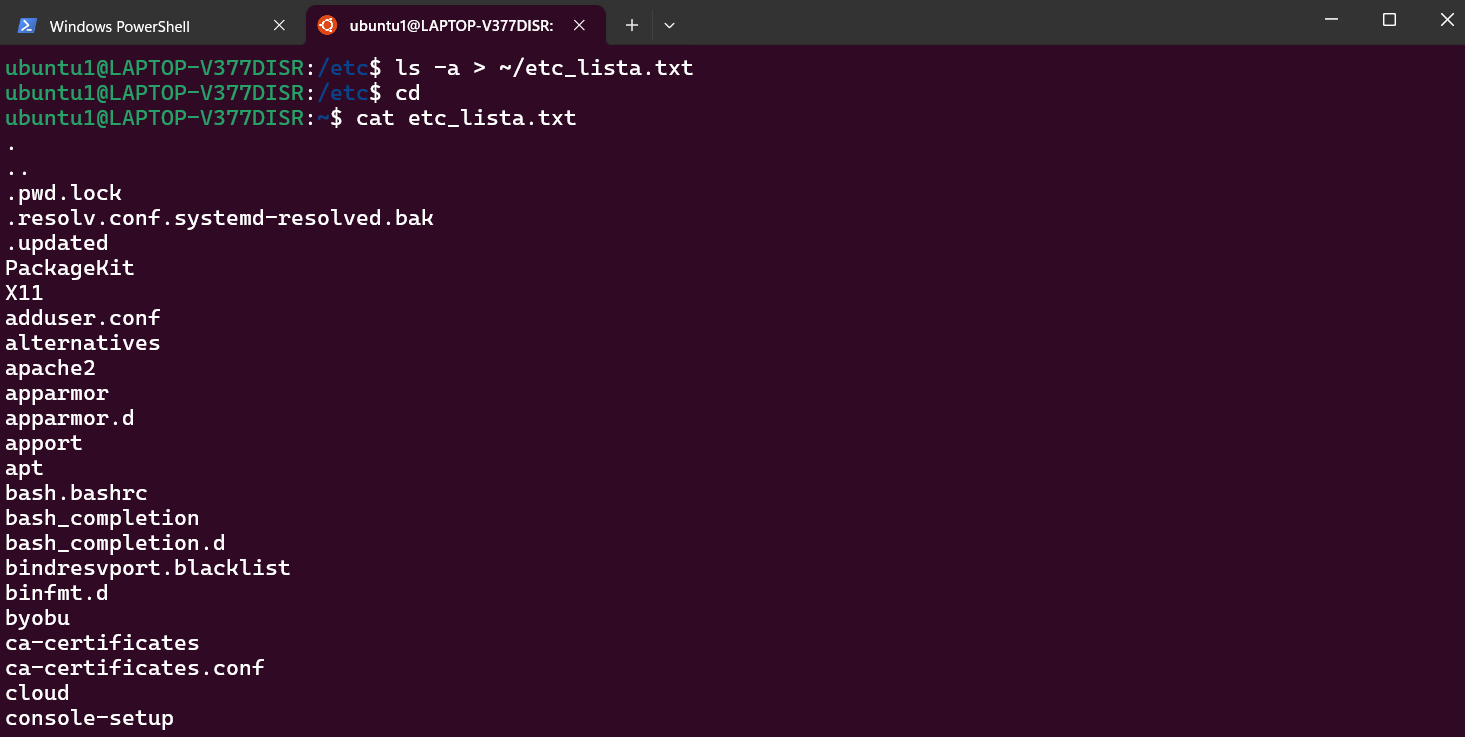 Windows PowerShell
ubuntu1@LAPTOP-V377DISR:
ubuntu1@LAPTOP-V377DISR:/etc$ ls -a > ~/etc_lista.txt
ubuntu1@LAPTOP-V377DISR:/etc$ cd
ubuntu1@LAPTOP-V377DISR:~$ cat etc_lista.txt
.
..
.pwd.lock
.resolv.conf.systemd-resolved.bak
.updated
PackageKit
X11
adduser.conf
alternatives
apache2
apparmor
apparmor.d
apport
apt
bash.bashrc
bash_completion
bash_completion.d
bindresvport.blacklist
binfmt.d
byobu
ca-certificates
ca-certificates.conf
cloud
console-setup